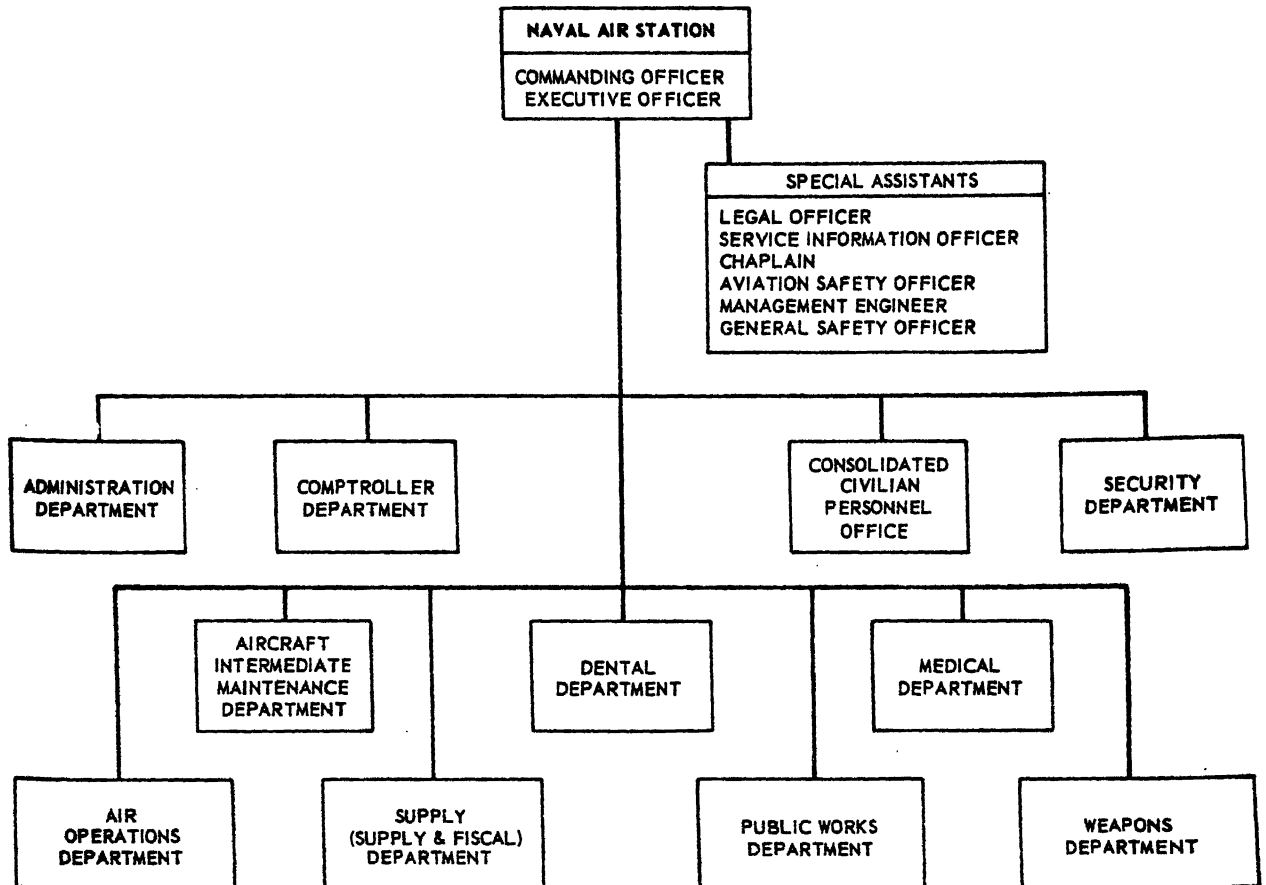 NAVAL AIR STATION
COMMANDING OFFICER
EXECUTIVE OFFICER
SPECIAL ASSISTANTS
LEGAL OFFICER
SERVICE INFORMATION OFFICER
CHAPLAIN
AVIATION SAFETY OFFICER
MANAGEMENT ENGINEER
GENERAL SAFETY OFFICER
ADMINISTRATION
DEPARTMENT
COMPTROLLER
DEPARTMENT
CONSOLIDATED
CIVILIAN
PERSONNEL
OFFICE
SECURITY
DEPARTMENT
AIRCRAFT
INTERMEDIATE
MAINTENANCE
DEPARTMENT
DENTAL
DEPARTMENT
MEDICAL
DEPARTMENT
AIR
OPERATIONS
DEPARTMENT
SUPPLY
(SUPPLY & FISCAL)
DEPARTMENT
PUBLIC WORKS
DEPARTMENT
WEAPONS
DEPARTMENT